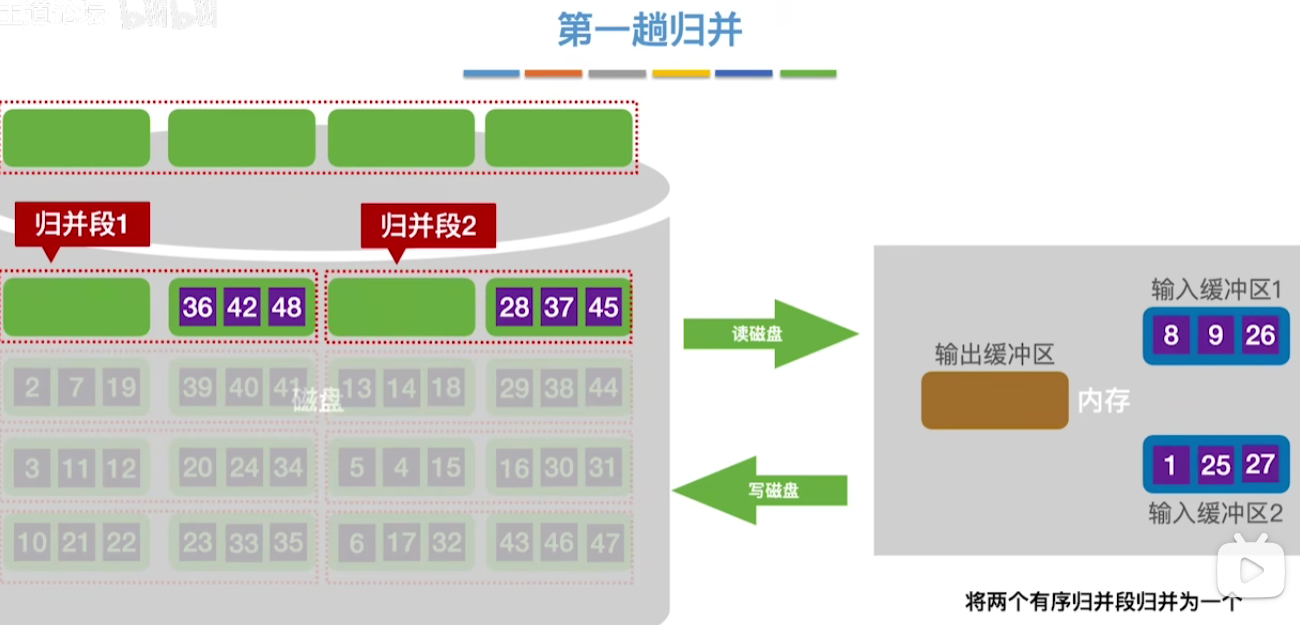 王道论坛 bilibili
第一趟归并
归并段1 归并段2
36 42 48 28 37 45
2 7 19 39 40 41 13 14 18 29 38 44
磁盘
3 11 12 20 24 34 5 4 15 16 30 31
10 21 22 23 33 35 6 17 32 43 46 47
读磁盘
写磁盘
输入缓冲区1
8 9 26
输出缓冲区
内存
1 25 27
输入缓冲区2
将两个有序归并段归并为一个